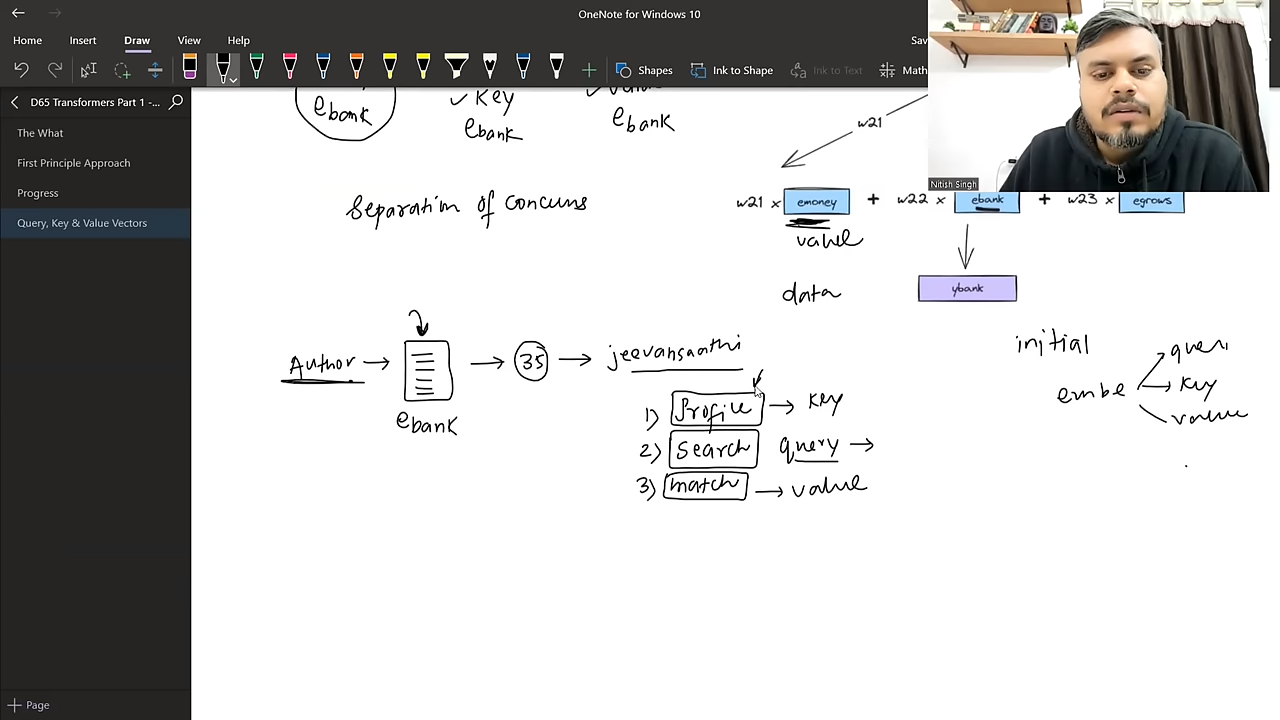 OneNote for Windows 10
Home Insert Draw View Help
Shapes Ink to Shape Ink to Text Math
D65 Transformers Part 1 -...
The What
First Principle Approach
Progress
Query, Key & Value Vectors
Page
Nitish Singh
ebank
✓ Key
ebank
ebank
w21
Separation of Concerns
w21 x emoney + w22 x ebank + w23 x egrows
value
data
ybank
Author → → 35 → jeevansaathi
ebank
1) Profile → key
2) Search query →
3) match → value
initial
embe
queri
key
value